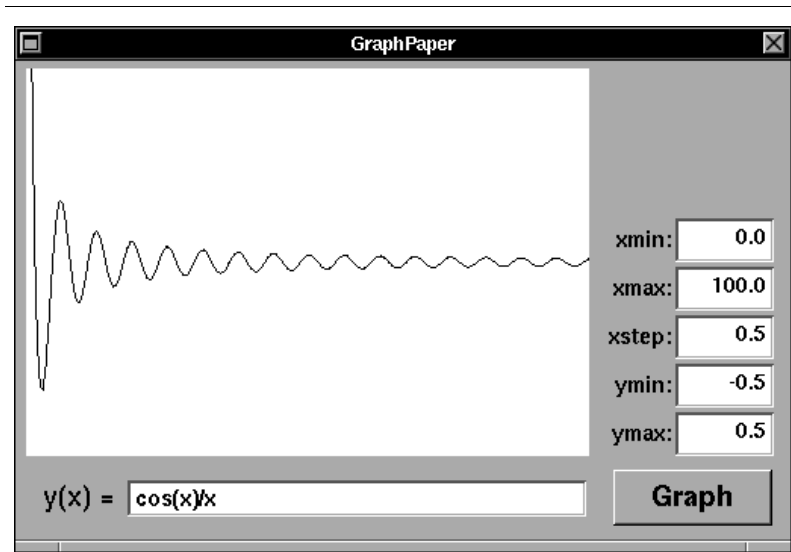 GraphPaper
xmin: 0.0
xmax: 100.0
xstep: 0.5
ymin: -0.5
ymax: 0.5
y(x) = cos(x)/x
Graph